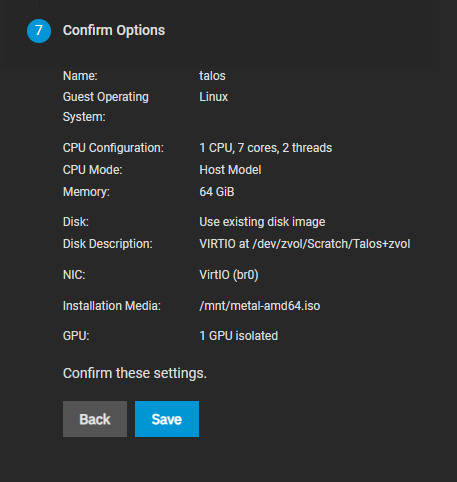 7 Confirm Options
Name: talos
Guest Operating Linux
System:
CPU Configuration: 1 CPU, 7 cores, 2 threads
CPU Mode: Host Model
Memory: 64 GiB
Disk: Use existing disk image
Disk Description: VIRTIO at /dev/zvol/Scratch/Talos+zvol
NIC: VirtIO (br0)
Installation Media: /mnt/metal-amd64.iso
GPU: 1 GPU isolated
Confirm these settings.
Back Save